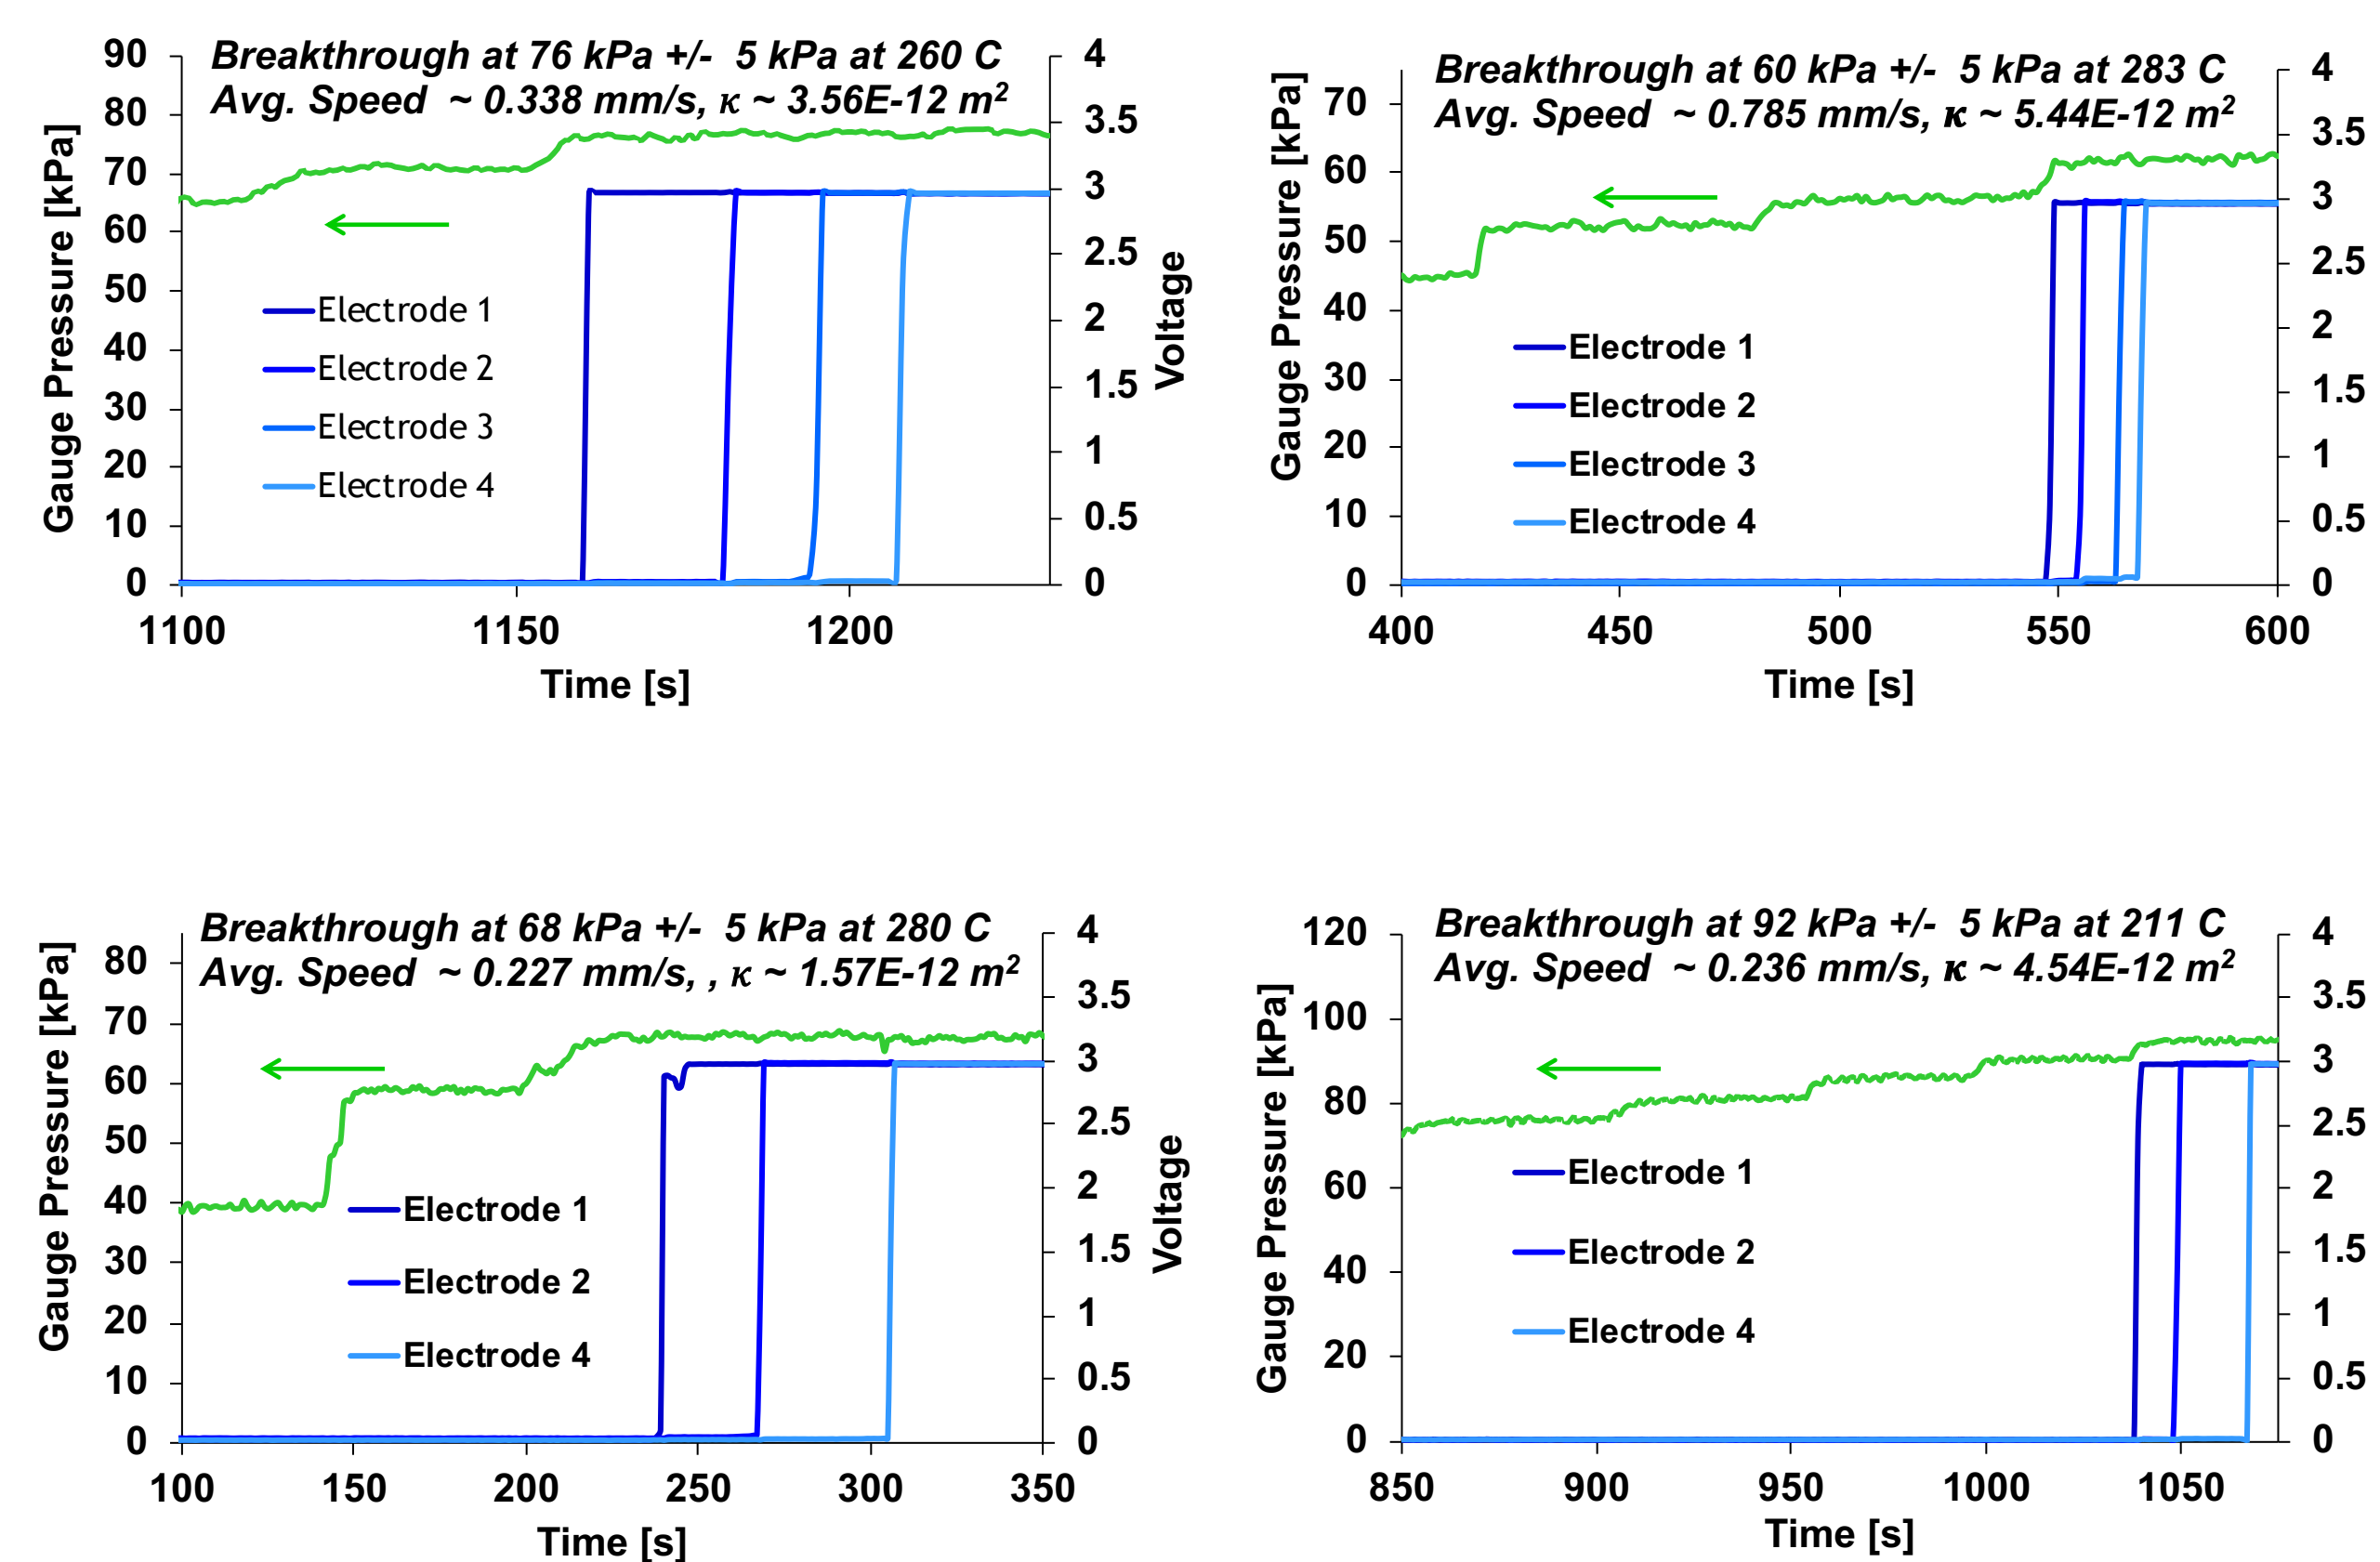 Breakthrough at 76 kPa +/-  5 kPa at 260 C
Avg. Speed  ~ 0.338 mm/s, κ ~ 3.56E-12 m²
90
80
70
60
50
40
30
20
10
0
Gauge Pressure [kPa]
4
3.5
3
2.5
2
1.5
1
0.5
0
Voltage
Electrode 1
Electrode 2
Electrode 3
Electrode 4
1100
1150
1200
Time [s]
Breakthrough at 60 kPa +/-  5 kPa at 283 C
Avg. Speed  ~ 0.785 mm/s, κ ~ 5.44E-12 m²
70
60
50
40
30
20
10
0
Gauge Pressure [kPa]
4
3.5
3
2.5
2
1.5
1
0.5
0
Electrode 1
Electrode 2
Electrode 3
Electrode 4
400
450
500
550
600
Time [s]
Breakthrough at 68 kPa +/-  5 kPa at 280 C
Avg. Speed  ~ 0.227 mm/s, , κ ~ 1.57E-12 m²
80
70
60
50
40
30
20
10
0
Gauge Pressure [kPa]
4
3.5
3
2.5
2
1.5
1
0.5
0
Voltage
Electrode 1
Electrode 2
Electrode 4
100
150
200
250
300
350
Time [s]
Breakthrough at 92 kPa +/-  5 kPa at 211 C
Avg. Speed  ~ 0.236 mm/s, κ ~ 4.54E-12 m²
120
100
80
60
40
20
0
Gauge Pressure [kPa]
4
3.5
3
2.5
2
1.5
1
0.5
0
Electrode 1
Electrode 2
Electrode 4
850
900
950
1000
1050
Time [s]